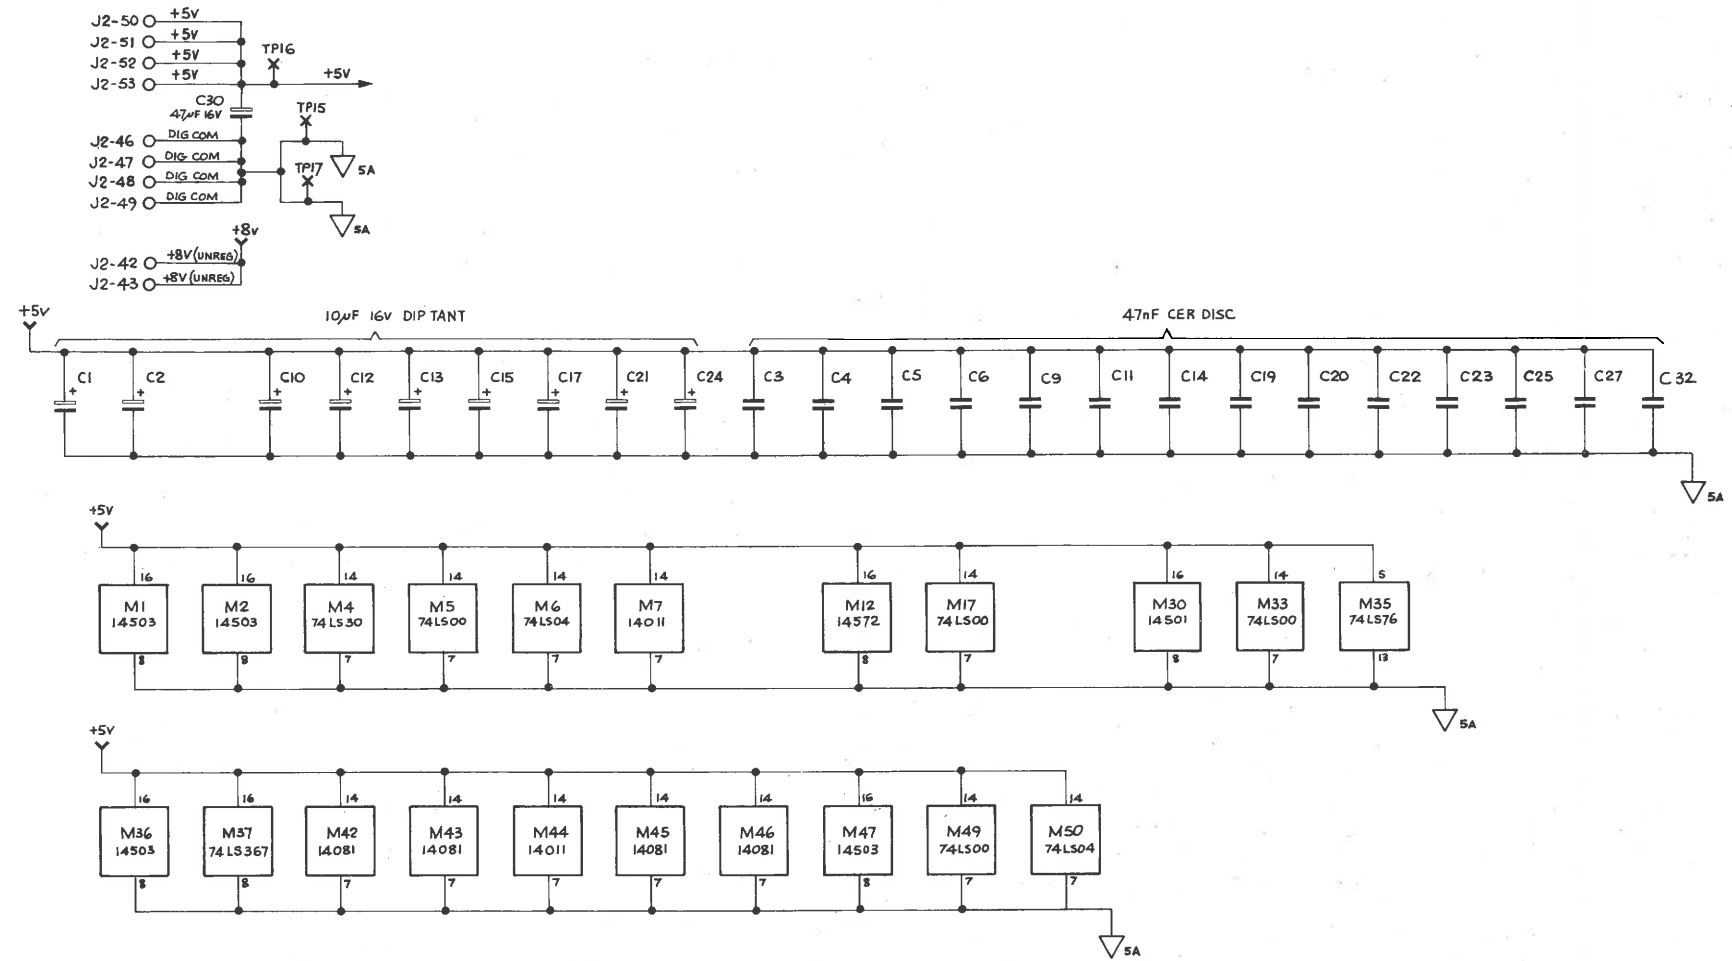 J2-50 +5V
J2-51 +5V
J2-52 +5V
J2-53 +5V
TP16
+5V
C30
47µF 16V
TP15
J2-46 DIG COM
J2-47 DIG COM
J2-48 DIG COM
J2-49 DIG COM
5A
TP17
5A
+8V
J2-42 +8V(UNREG)
J2-43 +8V(UNREG)
+5V
10µF 16V DIP TANT
47nF CER DISC
C1 C2 C10 C12 C13 C15 C17 C21 C24 C3 C4 C5 C6 C9 C11 C14 C19 C20 C22 C23 C25 C27 C32
+ + + + + + + + +
5A
+5V
16 16 14 14 14 14 16 14 16 14 5
M1 M2 M4 M5 M6 M7 M12 M17 M30 M33 M35
14503 14503 74LS30 74LS00 74LS04 14011 14572 74LS00 14501 74LS00 74LS76
8 8 7 7 7 7 8 7 8 7 13
5A
+5V
16 16 14 14 14 14 14 16 14 14
M36 M37 M42 M43 M44 M45 M46 M47 M49 M50
14503 74LS367 14081 14081 14011 14081 14081 14503 74LS00 74LS04
8 8 7 7 7 7 7 8 7 7
5A